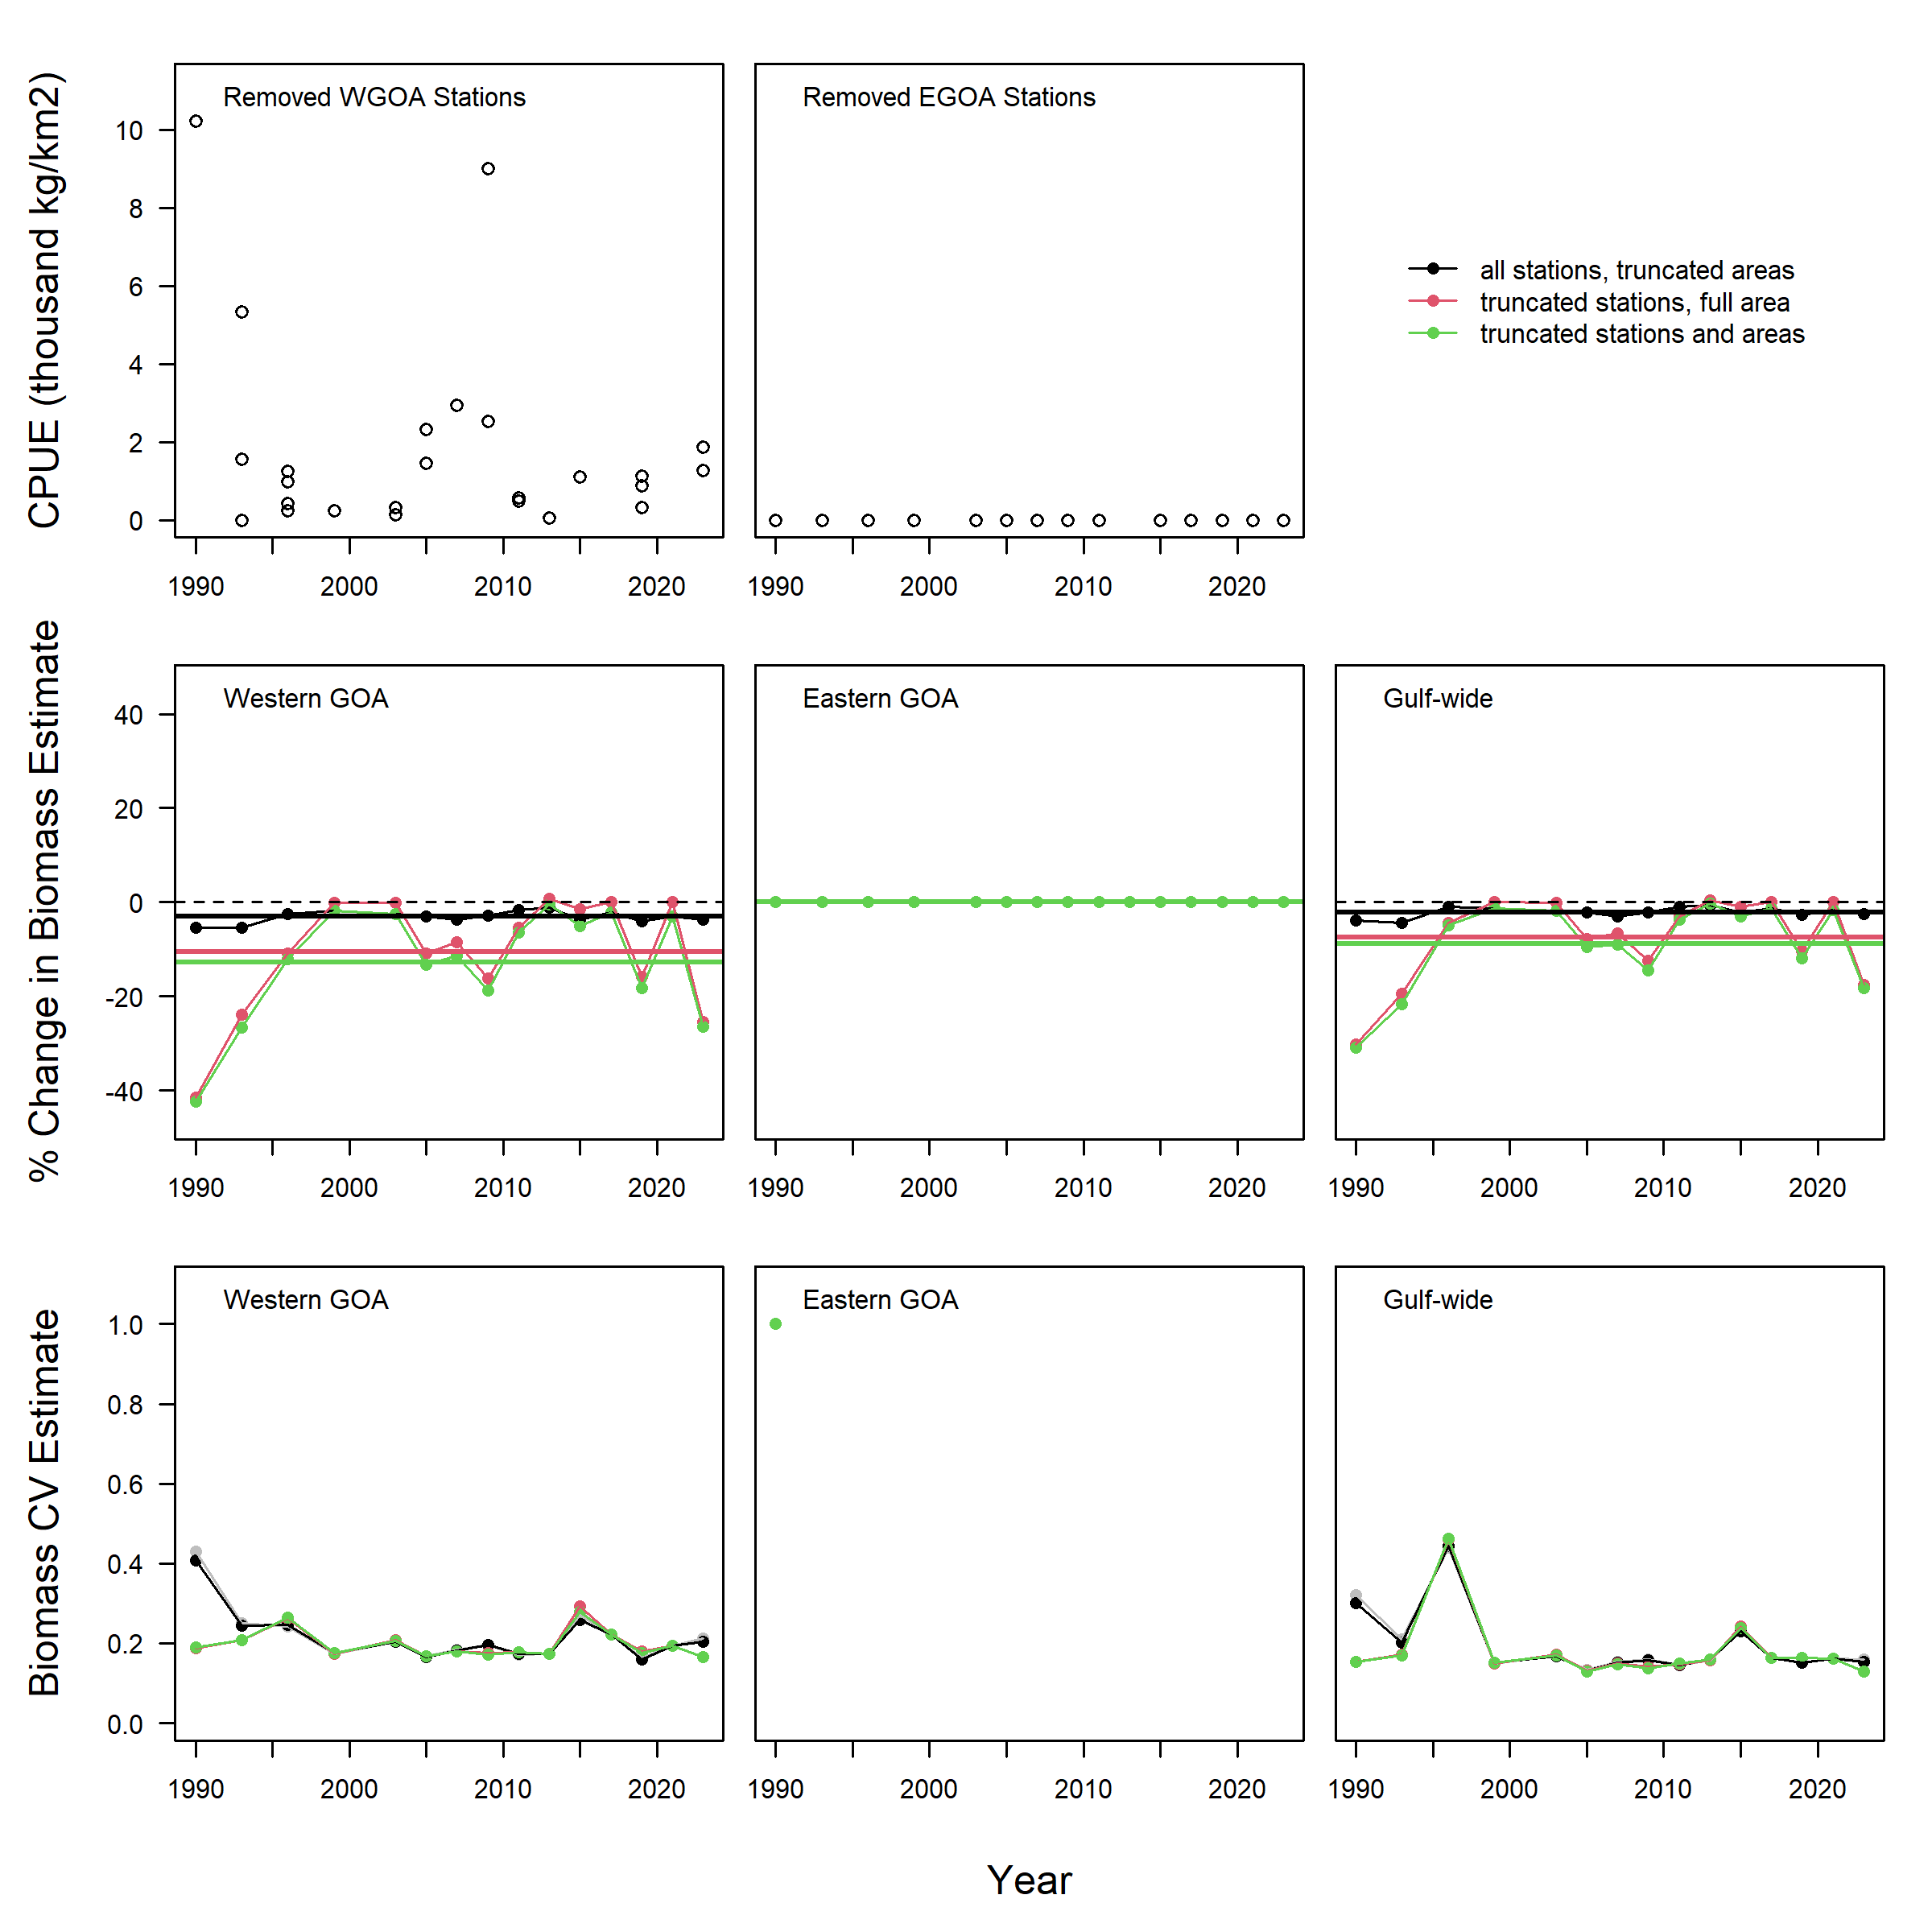 CPUE (thousand kg/km2)
Removed WGOA Stations
10
8
6
4
2
0
1990 2000 2010 2020
Removed EGOA Stations
1990 2000 2010 2020
all stations, truncated areas
truncated stations, full area
truncated stations and areas
% Change in Biomass Estimate
Western GOA
40
20
0
-20
-40
1990 2000 2010 2020
Eastern GOA
1990 2000 2010 2020
Gulf-wide
1990 2000 2010 2020
Biomass CV Estimate
Western GOA
1.0
0.8
0.6
0.4
0.2
0.0
1990 2000 2010 2020
Eastern GOA
1990 2000 2010 2020
Gulf-wide
1990 2000 2010 2020
Year